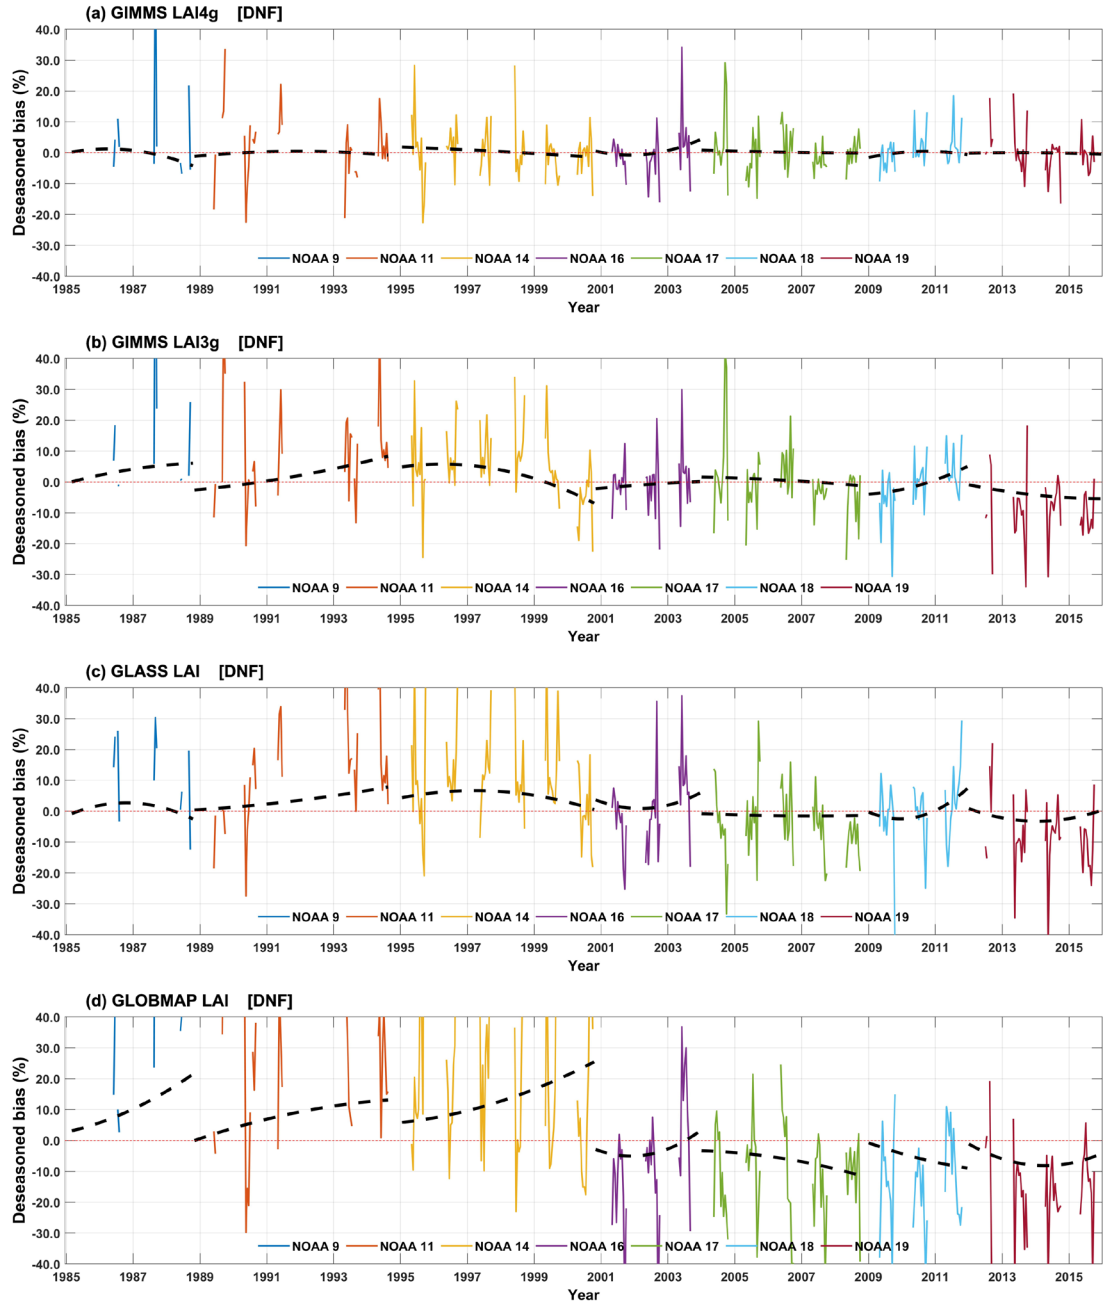 (a) GIMMS LAI4g [DNF]
40.0
30.0
20.0
10.0
0.0
-10.0
-20.0
-30.0
-40.0
Deseasoned bias (%)
NOAA 9 NOAA 11 NOAA 14 NOAA 16 NOAA 17 NOAA 18 NOAA 19
1985 1987 1989 1991 1993 1995 1997 1999 2001 2003 2005 2007 2009 2011 2013 2015
Year
(b) GIMMS LAI3g [DNF]
40.0
30.0
20.0
10.0
0.0
-10.0
-20.0
-30.0
-40.0
Deseasoned bias (%)
NOAA 9 NOAA 11 NOAA 14 NOAA 16 NOAA 17 NOAA 18 NOAA 19
1985 1987 1989 1991 1993 1995 1997 1999 2001 2003 2005 2007 2009 2011 2013 2015
Year
(c) GLASS LAI [DNF]
40.0
30.0
20.0
10.0
0.0
-10.0
-20.0
-30.0
-40.0
Deseasoned bias (%)
NOAA 9 NOAA 11 NOAA 14 NOAA 16 NOAA 17 NOAA 18 NOAA 19
1985 1987 1989 1991 1993 1995 1997 1999 2001 2003 2005 2007 2009 2011 2013 2015
Year
(d) GLOBMAP LAI [DNF]
40.0
30.0
20.0
10.0
0.0
-10.0
-20.0
-30.0
-40.0
Deseasoned bias (%)
NOAA 9 NOAA 11 NOAA 14 NOAA 16 NOAA 17 NOAA 18 NOAA 19
1985 1987 1989 1991 1993 1995 1997 1999 2001 2003 2005 2007 2009 2011 2013 2015
Year